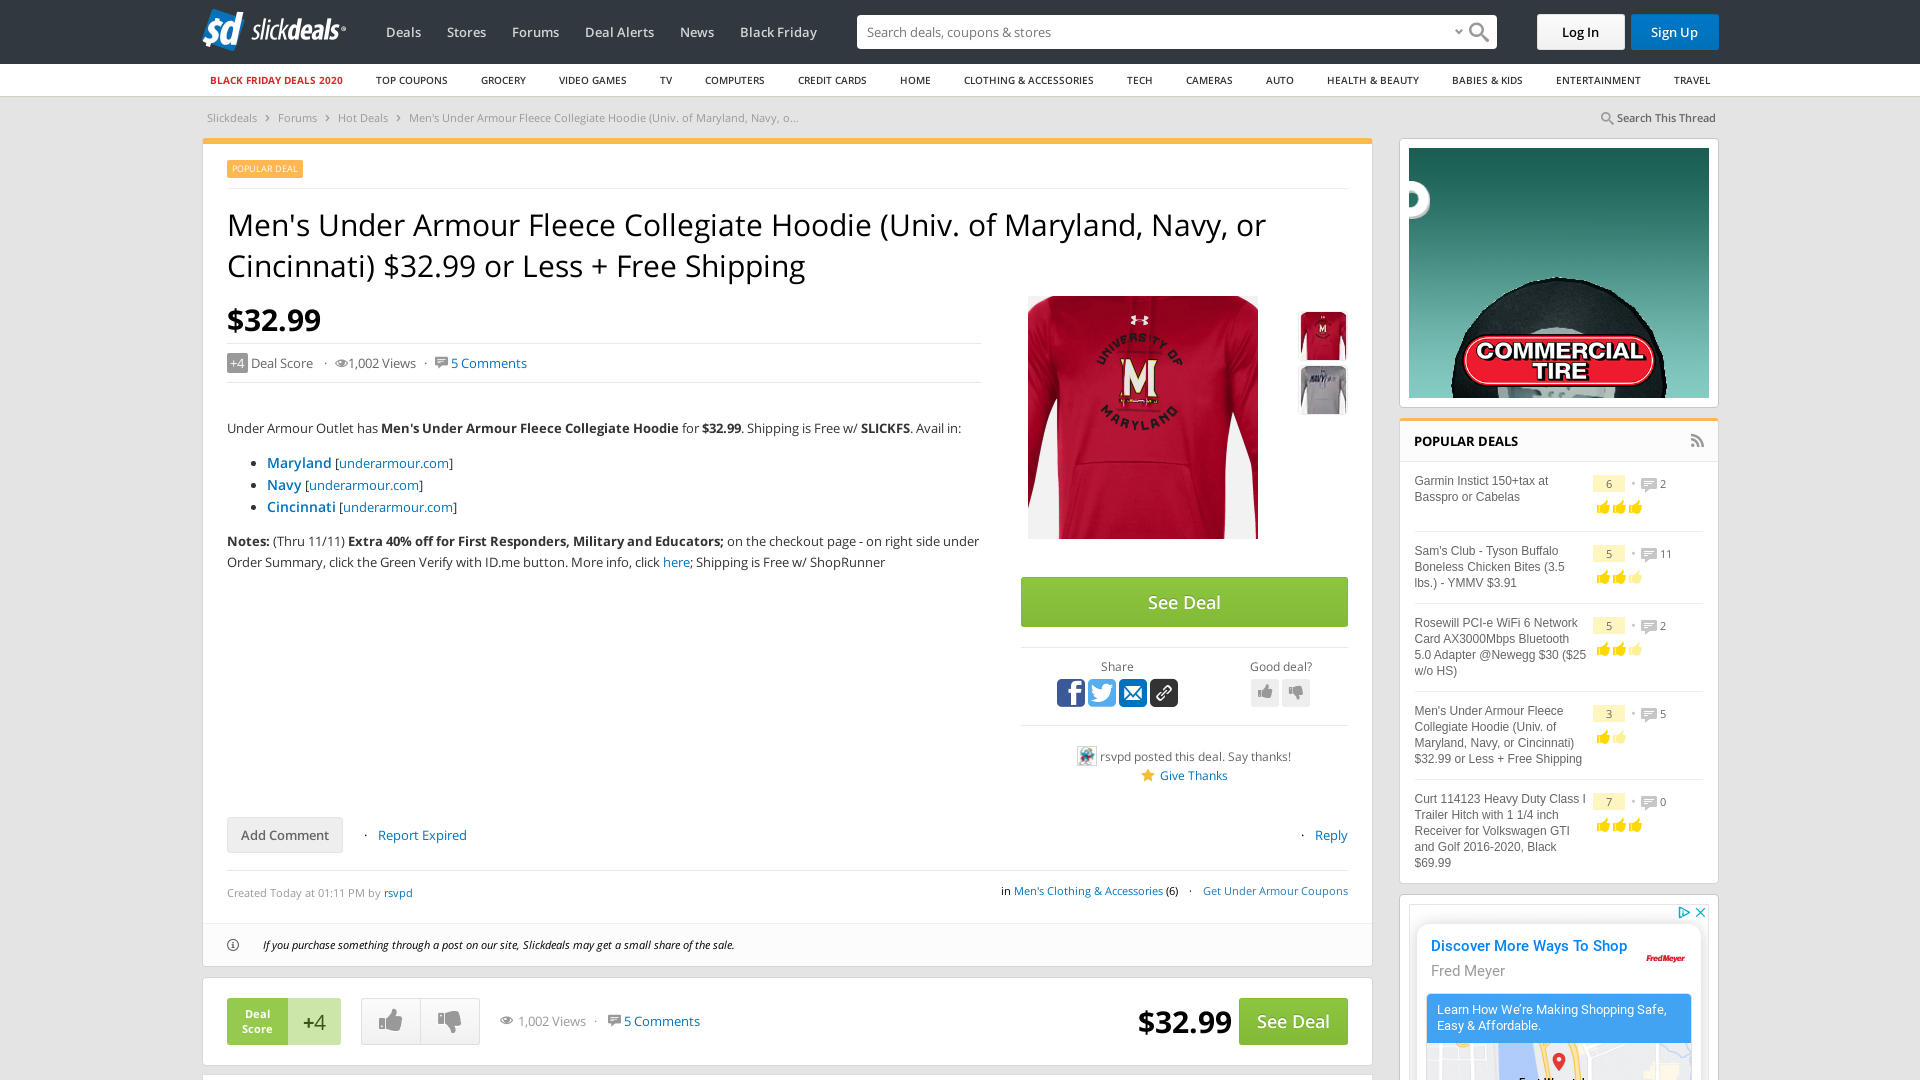 slickdeals
Deals
Stores
Forums
Deal Alerts
News
Black Friday
Search deals, coupons & stores
Log In
Sign Up
BLACK FRIDAY DEALS 2020
TOP COUPONS
GROCERY
VIDEO GAMES
TV
COMPUTERS
CREDIT CARDS
HOME
CLOTHING & ACCESSORIES
TECH
CAMERAS
AUTO
HEALTH & BEAUTY
BABIES & KIDS
ENTERTAINMENT
TRAVEL
Slickdeals › Forums › Hot Deals › Men's Under Armour Fleece Collegiate Hoodie (Univ. of Maryland, Navy, o...
Search This Thread
POPULAR DEAL
Men's Under Armour Fleece Collegiate Hoodie (Univ. of Maryland, Navy, or
Cincinnati) $32.99 or Less + Free Shipping
$32.99
+4 Deal Score · 1,002 Views · 5 Comments
Under Armour Outlet has Men's Under Armour Fleece Collegiate Hoodie for $32.99. Shipping is Free w/ SLICKFS. Avail in:
• Maryland [underarmour.com]
• Navy [underarmour.com]
• Cincinnati [underarmour.com]
Notes: (Thru 11/11) Extra 40% off for First Responders, Military and Educators; on the checkout page - on right side under
Order Summary, click the Green Verify with ID.me button. More info, click here; Shipping is Free w/ ShopRunner
UNIVERSITY OF
M
MARYLAND
See Deal
Share
Good deal?
rsvpd posted this deal. Say thanks!
Give Thanks
Add Comment
· Report Expired
· Reply
Created Today at 01:11 PM by rsvpd
in Men's Clothing & Accessories (6) · Get Under Armour Coupons
If you purchase something through a post on our site, Slickdeals may get a small share of the sale.
Deal
Score
+4
1,002 Views · 5 Comments
$32.99
See Deal
COMMERCIAL
TIRE
POPULAR DEALS
Garmin Instict 150+tax at
Basspro or Cabelas
6 • 2
Sam's Club - Tyson Buffalo
Boneless Chicken Bites (3.5
lbs.) - YMMV $3.91
5 • 11
Rosewill PCI-e WiFi 6 Network
Card AX3000Mbps Bluetooth
5.0 Adapter @Newegg $30 ($25
w/o HS)
5 • 2
Men's Under Armour Fleece
Collegiate Hoodie (Univ. of
Maryland, Navy, or Cincinnati)
$32.99 or Less + Free Shipping
3 • 5
Curt 114123 Heavy Duty Class I
Trailer Hitch with 1 1/4 inch
Receiver for Volkswagen GTI
and Golf 2016-2020, Black
$69.99
7 • 0
Discover More Ways To Shop
Fred Meyer
FredMeyer
Learn How We're Making Shopping Safe,
Easy & Affordable.